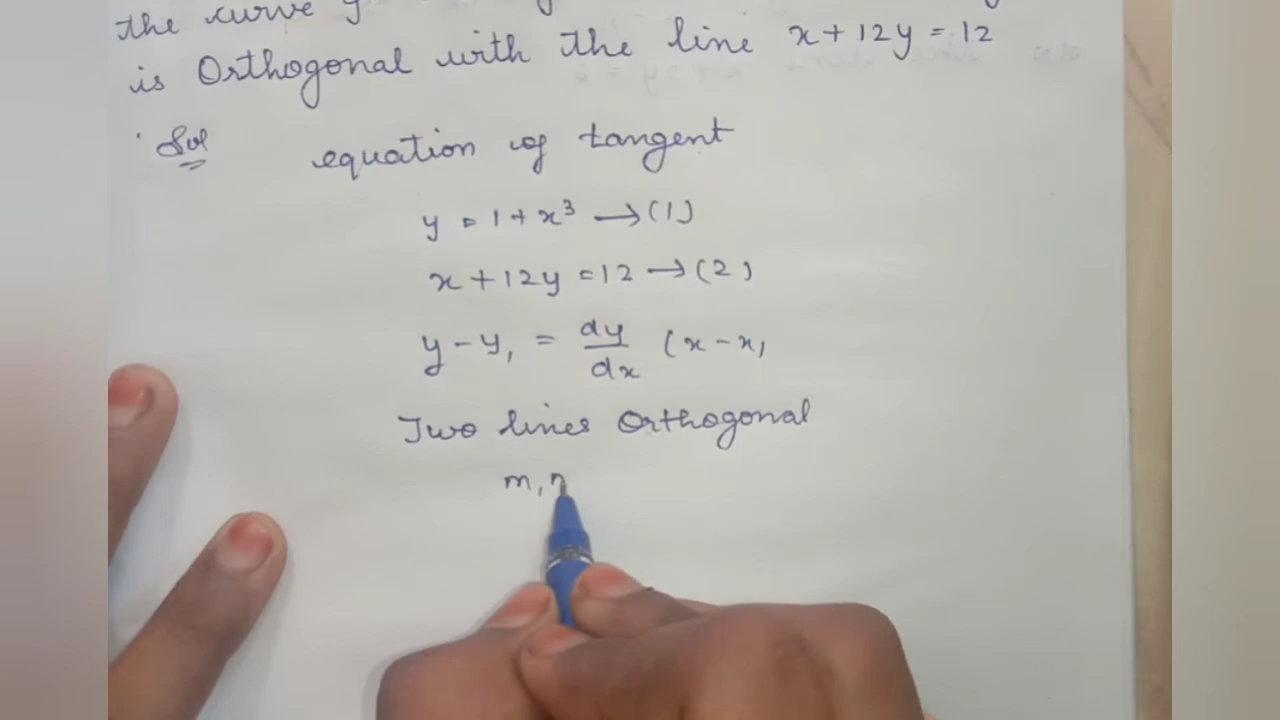 the curve y
is Orthogonal with the line x + 12y = 12
Sol
equation of tangent
y = 1 + x³ → (1)
x + 12y = 12 → (2)
y - y₁ = dy/dx (x - x₁
Two lines Orthogonal
m₁